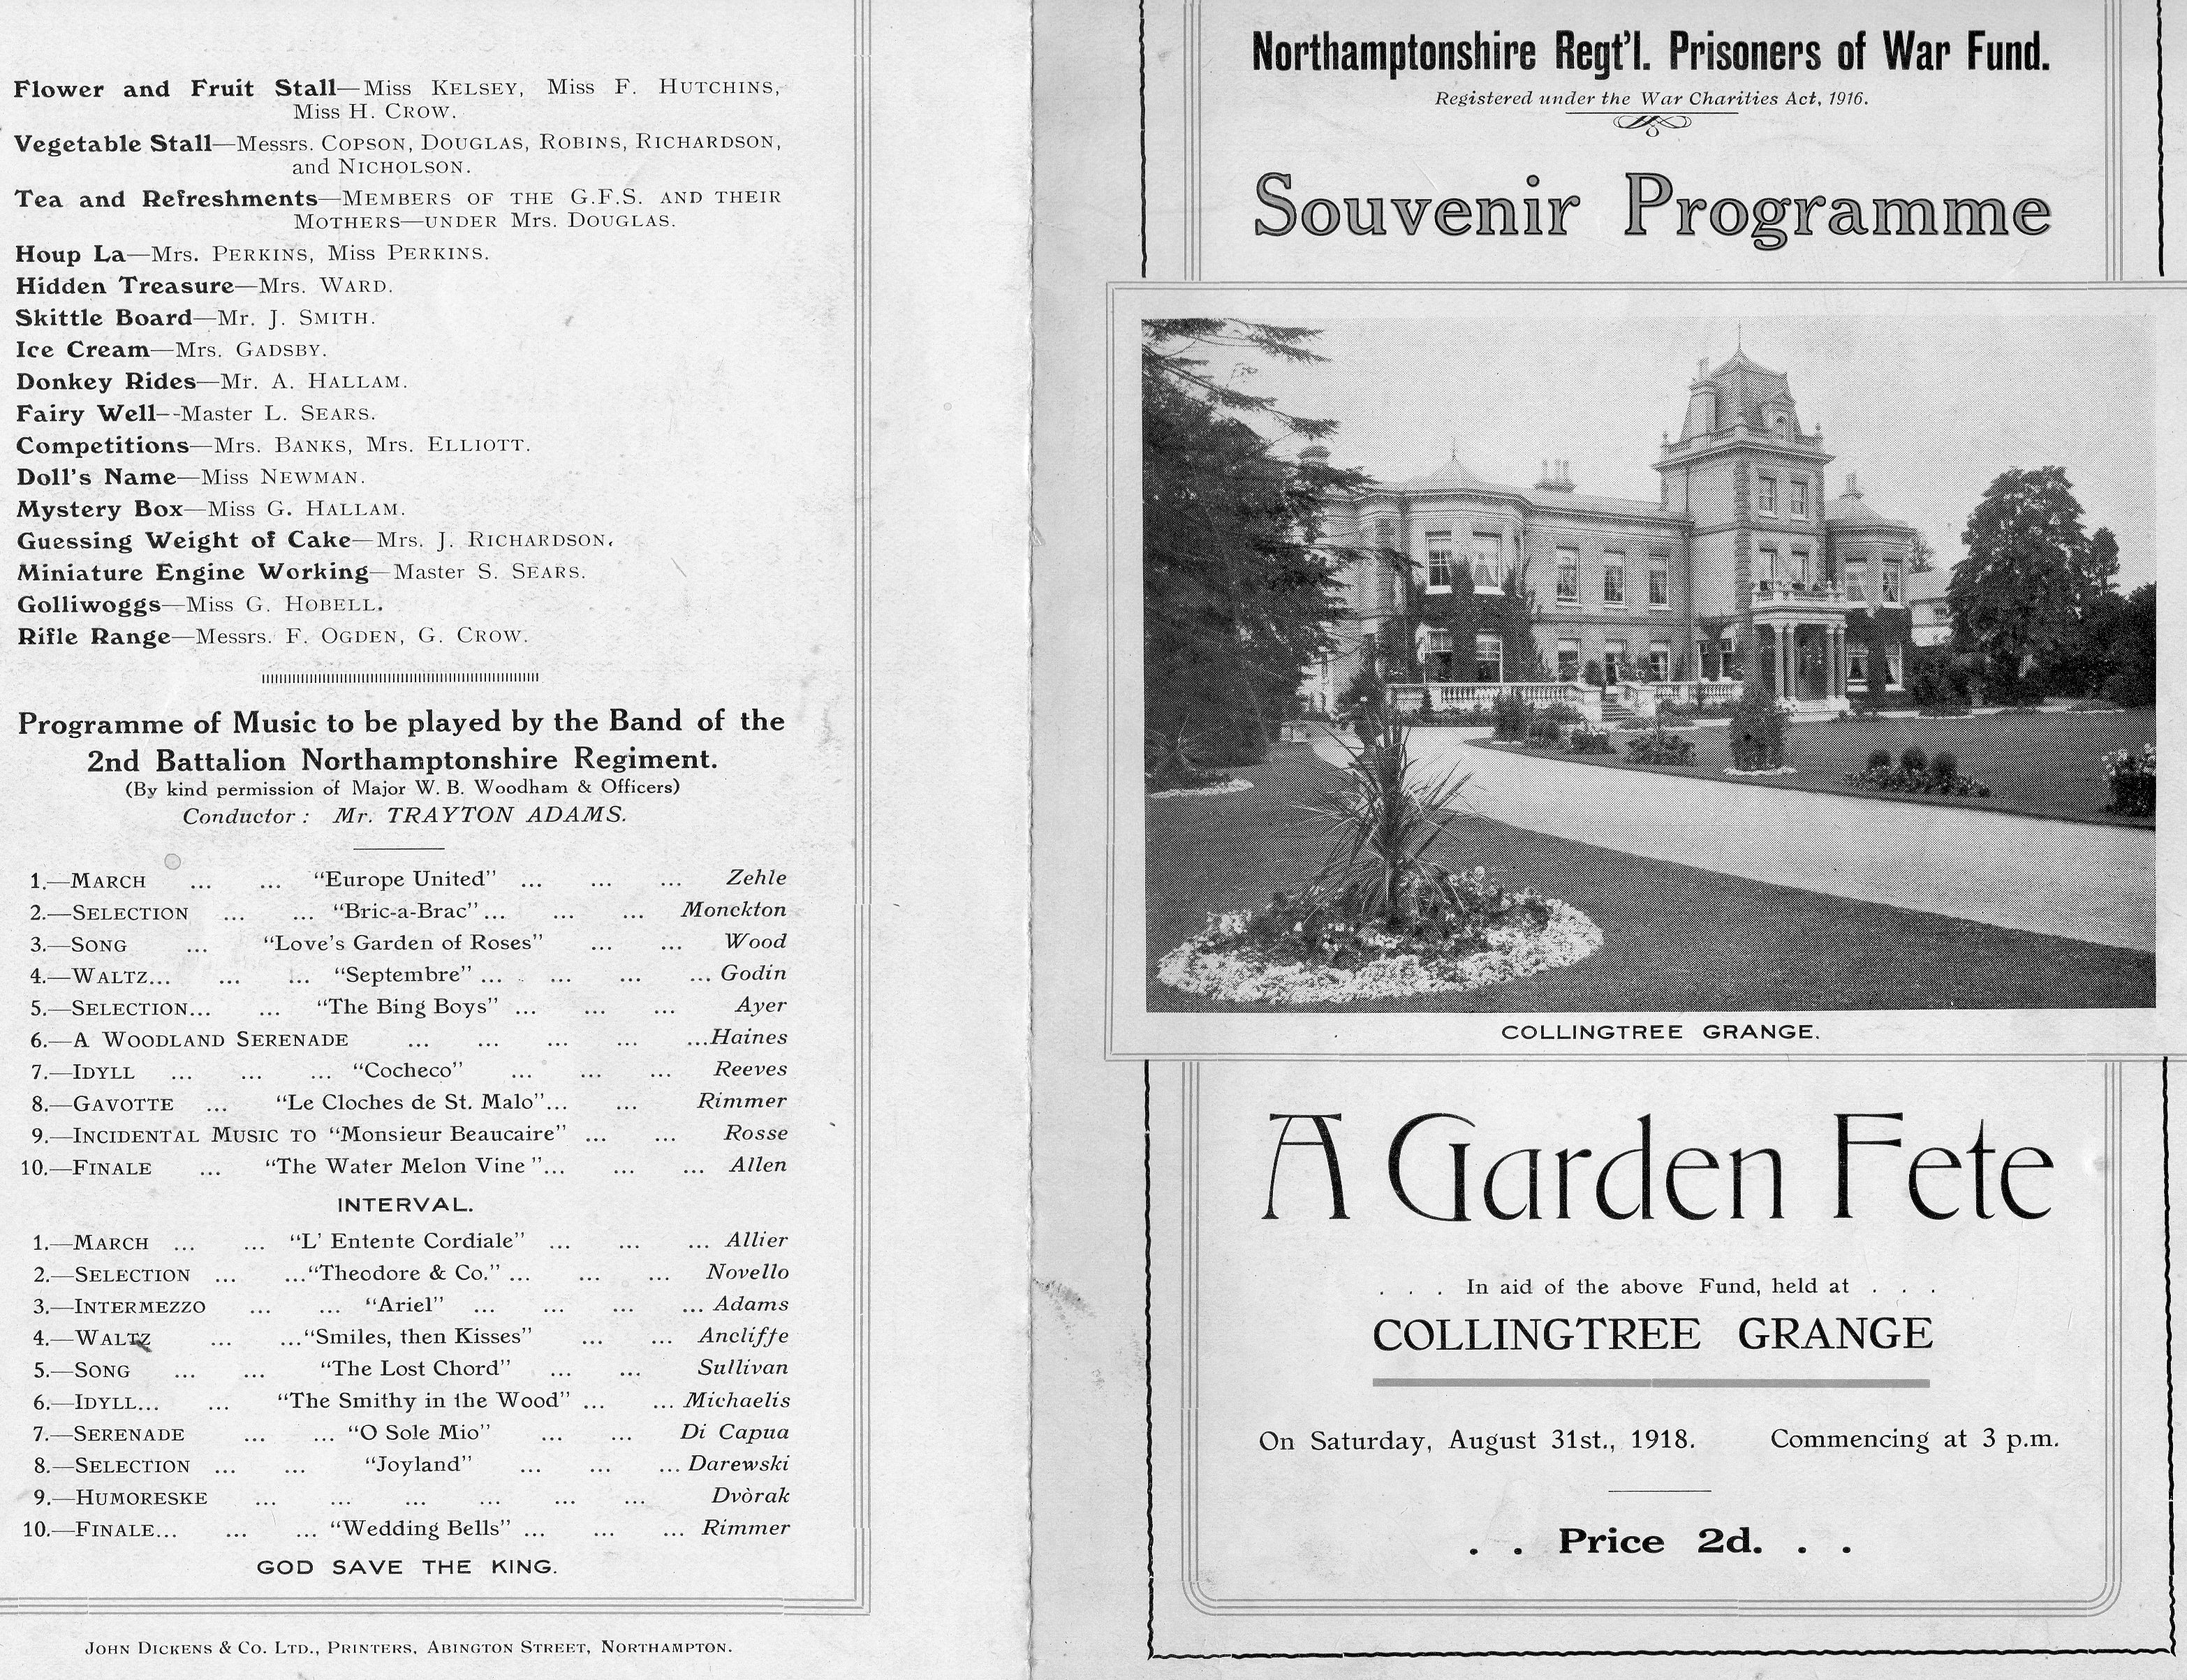 Flower and Fruit Stall—Miss KELSEY, Miss F. HUTCHINS,
Miss H. CROW.
Vegetable Stall—Messrs. COPSON, DOUGLAS, ROBINS, RICHARDSON,
and NICHOLSON.
Tea and Refreshments—MEMBERS OF THE G.F.S. AND THEIR
MOTHERS—UNDER Mrs. DOUGLAS.
Houp La—Mrs. PERKINS, Miss PERKINS.
Hidden Treasure—Mrs. WARD.
Skittle Board—Mr. J. SMITH.
Ice Cream—Mrs. GADSBY.
Donkey Rides—Mr. A. HALLAM.
Fairy Well--Master L. SEARS.
Competitions—Mrs. BANKS, Mrs. ELLIOTT.
Doll's Name—Miss NEWMAN.
Mystery Box—Miss G. HALLAM.
Guessing Weight of Cake—Mrs. J. RICHARDSON.
Miniature Engine Working—Master S. SEARS.
Golliwoggs—Miss G. HOBELL.
Rifle Range—Messrs. F. OGDEN, G. CROW.
Programme of Music to be played by the Band of the
2nd Battalion Northamptonshire Regiment.
(By kind permission of Major W. B. Woodham & Officers)
Conductor : Mr. TRAYTON ADAMS.
1.—MARCH ... ... "Europe United" ... ... ... Zehle
2.—SELECTION ... ... "Bric-a-Brac" ... ... ... Monckton
3.—SONG ... "Love's Garden of Roses" ... ... Wood
4.—WALTZ... ... ... "Septembre" ... ... ... ... Godin
5.—SELECTION... ... "The Bing Boys" ... ... ... Ayer
6.—A WOODLAND SERENADE ... ... ... ... ...Haines
7.—IDYLL ... ... ... "Cocheco" ... ... ... Reeves
8.—GAVOTTE ... "Le Cloches de St. Malo"... ... Rimmer
9.—INCIDENTAL MUSIC TO "Monsieur Beaucaire" ... ... Rosse
10.—FINALE ... "The Water Melon Vine "... ... ... Allen
INTERVAL.
1.—MARCH ... ... "L' Entente Cordiale" ... ... ... Allier
2.—SELECTION ... ..."Theodore & Co." ... ... ... Novello
3.—INTERMEZZO ... ... "Ariel" ... ... ... ... Adams
4.—WALTZ ... ..."Smiles, then Kisses" ... ... Ancliffe
5.—SONG ... ... "The Lost Chord" ... ... Sullivan
6.—IDYLL... ... "The Smithy in the Wood" ... ... Michaelis
7.—SERENADE ... ... "O Sole Mio" ... ... Di Capua
8.—SELECTION ... ... "Joyland" ... ... ... Darewski
9.—HUMORESKE ... ... ... ... ... ... Dvòrak
10.—FINALE... ... ... "Wedding Bells" ... ... ... Rimmer
GOD SAVE THE KING.
JOHN DICKENS & CO. LTD., PRINTERS, ABINGTON STREET, NORTHAMPTON.
Northamptonshire Regt'l. Prisoners of War Fund.
Registered under the War Charities Act, 1916.
Souvenir Programme
COLLINGTREE GRANGE.
A Garden Fete
. . . In aid of the above Fund, held at . . .
COLLINGTREE GRANGE
On Saturday, August 31st., 1918. Commencing at 3 p.m.
. . Price 2d. . .